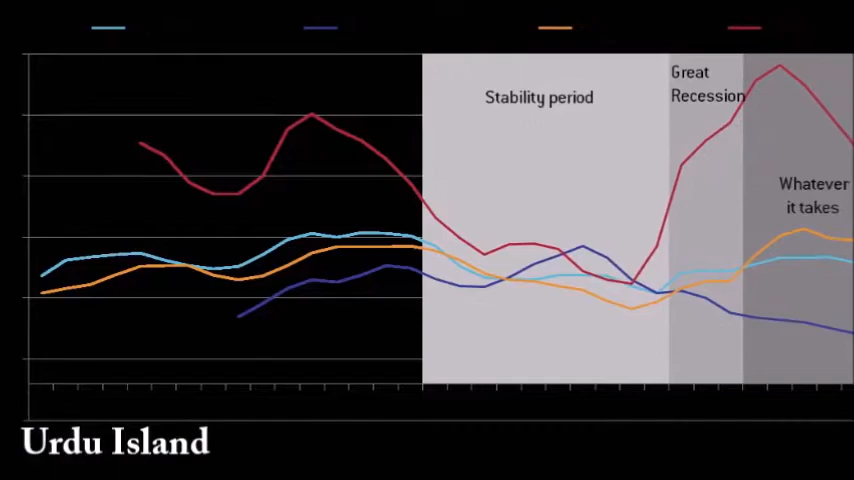 Great
Recession
Stability period
Whatever
it takes
Urdu Island